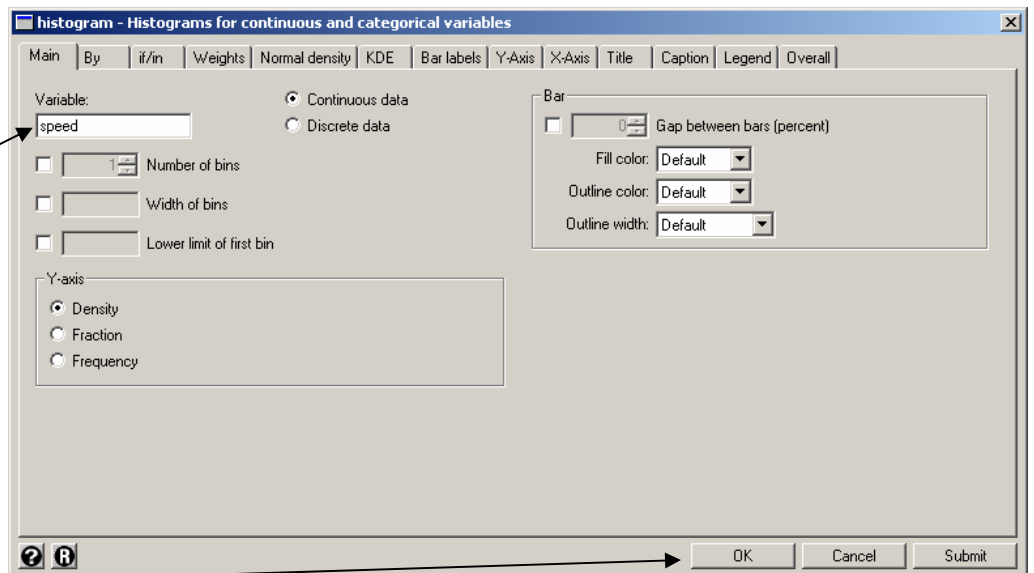 histogram - Histograms for continuous and categorical variables
Main By if/in Weights Normal density KDE Bar labels Y-Axis X-Axis Title Caption Legend Overall
Variable:
speed
Continuous data
Discrete data
1 Number of bins
Width of bins
Lower limit of first bin
Y-axis
Density
Fraction
Frequency
Bar
0 Gap between bars (percent)
Fill color: Default
Outline color: Default
Outline width: Default
? R OK Cancel Submit